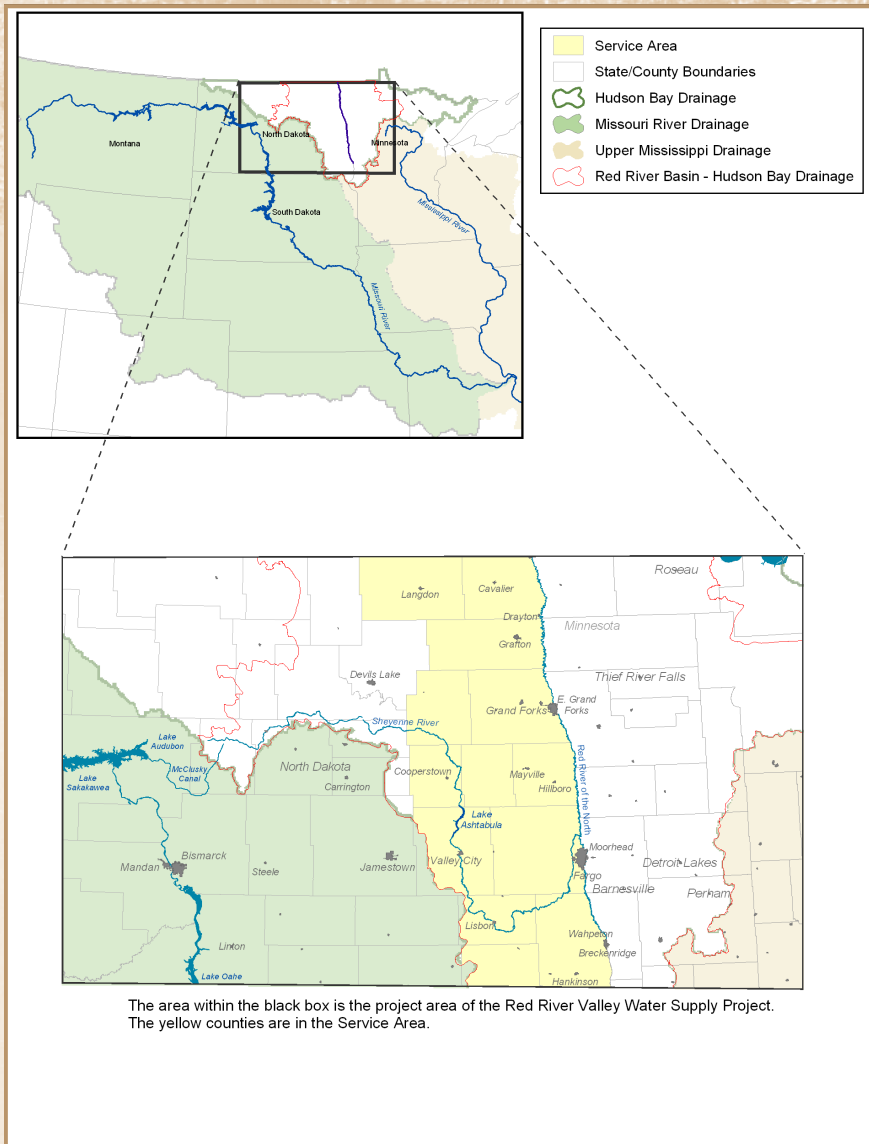 Service Area
State/County Boundaries
Hudson Bay Drainage
Missouri River Drainage
Upper Mississippi Drainage
Red River Basin - Hudson Bay Drainage
Montana
North Dakota
Minnesota
South Dakota
Mississippi River
Missouri River
Roseau
Langdon
Cavalier
Drayton
Minnesota
Grafton
Devils Lake
Thief River Falls
Grand Forks
E. Grand
Forks
Sheyenne River
Lake
Audubon
McClusky
Canal
Lake
Sakakawea
North Dakota
Carrington
Cooperstown
Mayville
Hillboro
Red River of the North
Lake
Ashtabula
Mandan
Bismarck
Steele
Jamestown
Valley City
Moorhead
Fargo
Detroit Lakes
Barnesville
Perham
Lisbon
Linton
Wahpeton
Breckenridge
Lake Oahe
Hankinson
The area within the black box is the project area of the Red River Valley Water Supply Project.
The yellow counties are in the Service Area.